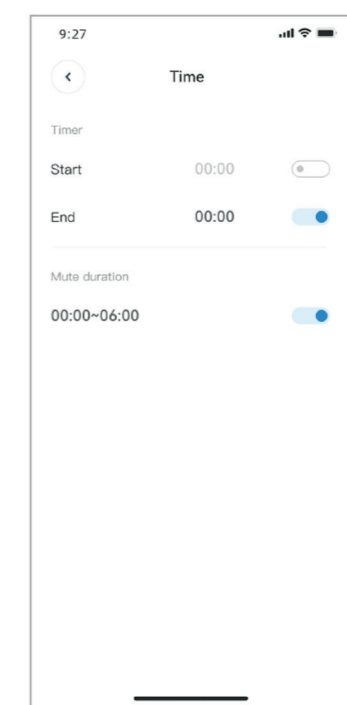 9:27
Time
Timer
Start 00:00
End 00:00
Mute duration
00:00~06:00